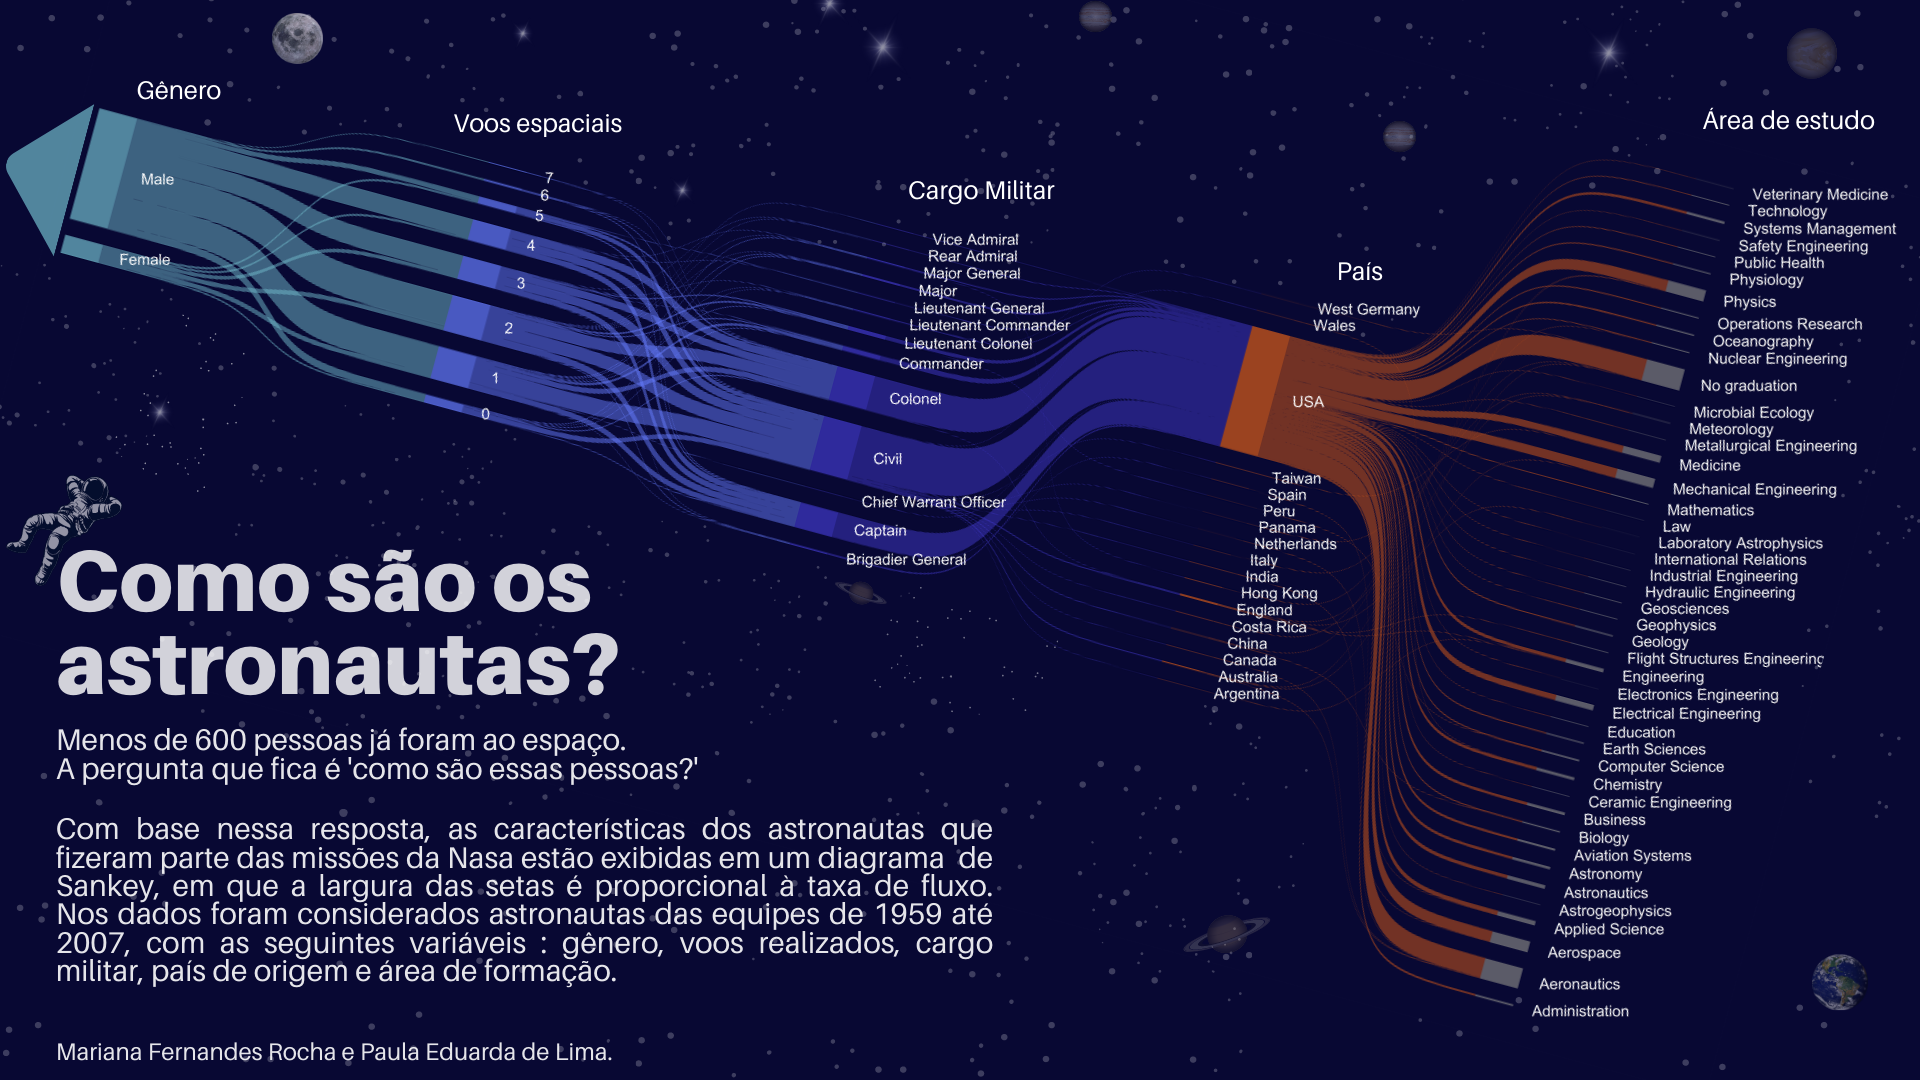 Gênero
Male
Female
Voos espaciais
7
6
5
4
3
2
1
0
Cargo Militar
Vice Admiral
Rear Admiral
Major General
Major
Lieutenant General
Lieutenant Commander
Lieutenant Colonel
Commander
Colonel
Civil
Chief Warrant Officer
Captain
Brigadier General
País
West Germany
Wales
USA
Taiwan
Spain
Peru
Panama
Netherlands
Italy
India
Hong Kong
England
Costa Rica
China
Canada
Australia
Argentina
Área de estudo
Veterinary Medicine
Technology
Systems Management
Safety Engineering
Public Health
Physiology
Physics
Operations Research
Oceanography
Nuclear Engineering
No graduation
Microbial Ecology
Meteorology
Metallurgical Engineering
Medicine
Mechanical Engineering
Mathematics
Law
Laboratory Astrophysics
International Relations
Industrial Engineering
Hydraulic Engineering
Geosciences
Geophysics
Geology
Flight Structures Engineering
Engineering
Electronics Engineering
Electrical Engineering
Education
Earth Sciences
Computer Science
Chemistry
Ceramic Engineering
Business
Biology
Aviation Systems
Astronomy
Astronautics
Astrogeophysics
Applied Science
Aerospace
Aeronautics
Administration
Como são os
astronautas?
Menos de 600 pessoas já foram ao espaço.
A pergunta que fica é 'como são essas pessoas?'
Com base nessa resposta, as características dos astronautas que
fizeram parte das missões da Nasa estão exibidas em um diagrama de
Sankey, em que a largura das setas é proporcional à taxa de fluxo.
Nos dados foram considerados astronautas das equipes de 1959 até
2007, com as seguintes variáveis : gênero, voos realizados, cargo
militar, país de origem e área de formação.
Mariana Fernandes Rocha e Paula Eduarda de Lima.